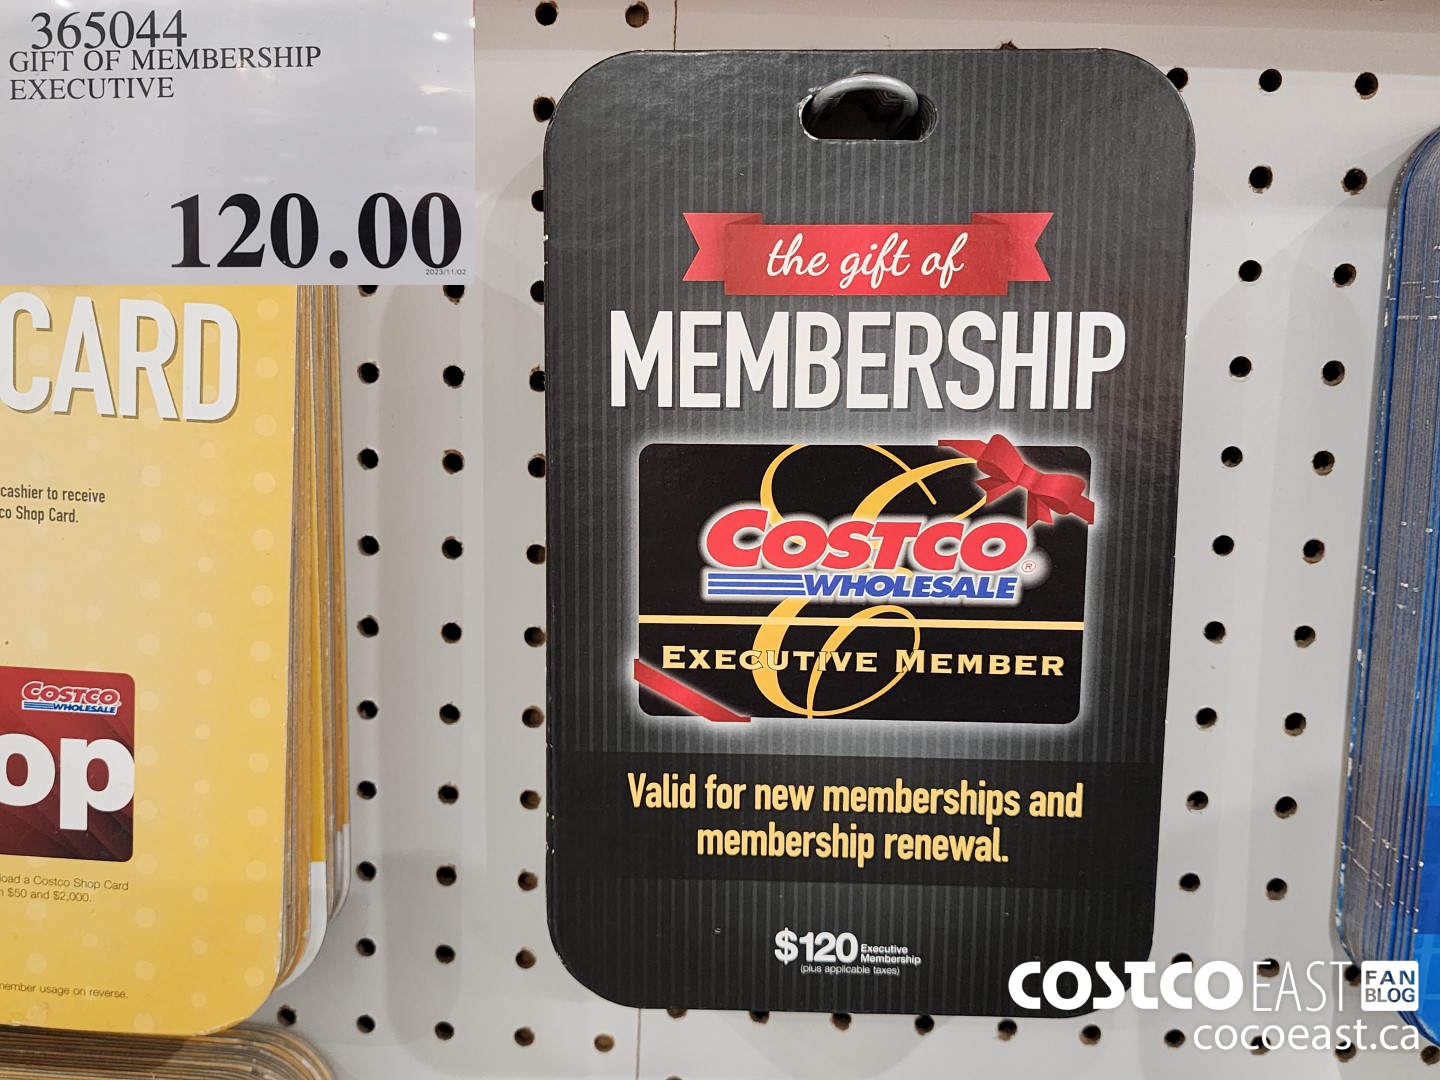 365044
GIFT OF MEMBERSHIP
EXECUTIVE
120.00
2023/11/02
CARD
cashier to receive
co Shop Card.
COSTCO
WHOLESALE
op
load a Costco Shop Card
$50 and $2,000.
member usage on reverse.
the gift of
MEMBERSHIP
COSTCO®
WHOLESALE
EXECUTIVE MEMBER
Valid for new memberships and
membership renewal.
$120 Executive
Membership
(plus applicable taxes)
COSTCO EAST FAN
BLOG
cocoeast.ca